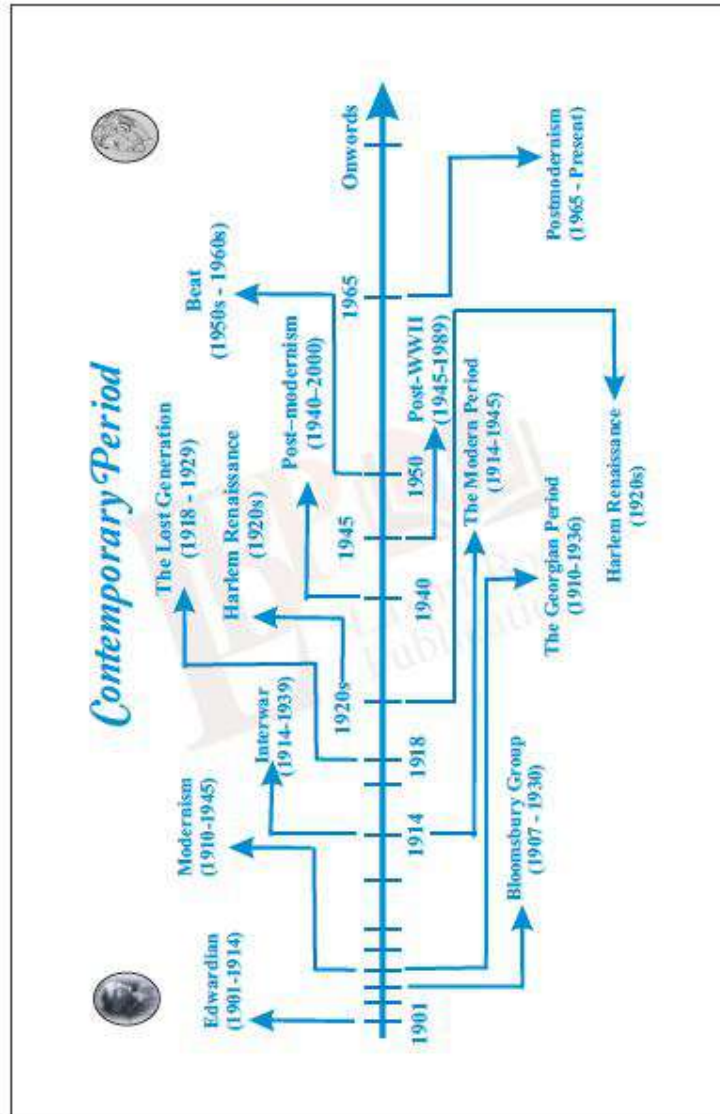 Contemporary Period
Edwardian
(1901-1914)
Modernism
(1910-1945)
Interwar
(1914-1939)
The Lost Generation
(1918 - 1929)
Harlem Renaissance
(1920s)
Post-modernism
(1940-2000)
Beat
(1950s - 1960s)
1901
1914
1918
1920s
1940
1945
1950
1965
Onwords
Bloomsbury Group
(1907 - 1930)
The Georgian Period
(1910-1936)
The Modern Period
(1914-1945)
Post-WWII
(1945-1989)
Harlem Renaissance
(1920s)
Postmodernism
(1965 - Present)